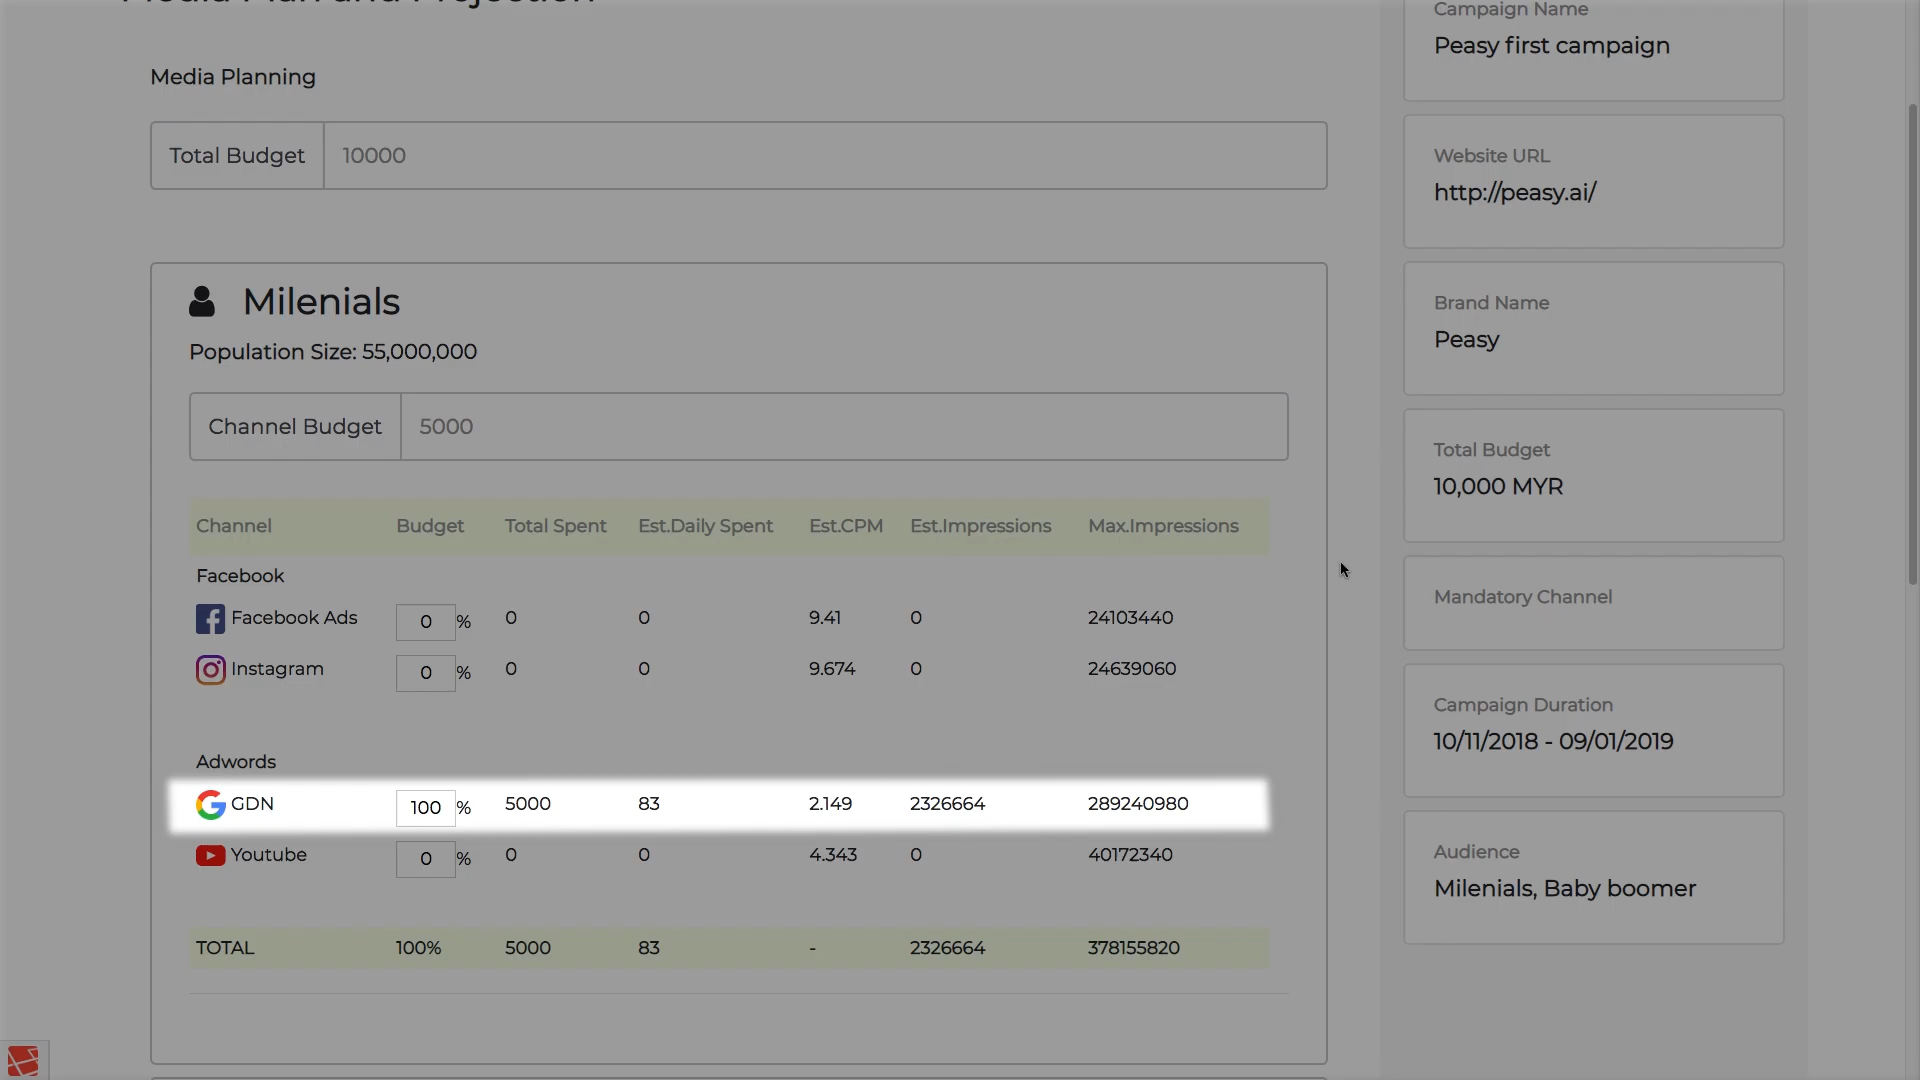 Media Plan and Projection
Media Planning
Total Budget 10000
Milenials
Population Size: 55,000,000
Channel Budget 5000
Channel Budget Total Spent Est.Daily Spent Est.CPM Est.Impressions Max.Impressions
Facebook
Facebook Ads 0 % 0 0 9.41 0 24103440
Instagram 0 % 0 0 9.674 0 24639060
Adwords
GDN 100 % 5000 83 2.149 2326664 289240980
Youtube 0 % 0 0 4.343 0 40172340
TOTAL 100% 5000 83 - 2326664 378155820
Campaign Name
Peasy first campaign
Website URL
http://peasy.ai/
Brand Name
Peasy
Total Budget
10,000 MYR
Mandatory Channel
Campaign Duration
10/11/2018 - 09/01/2019
Audience
Milenials, Baby boomer